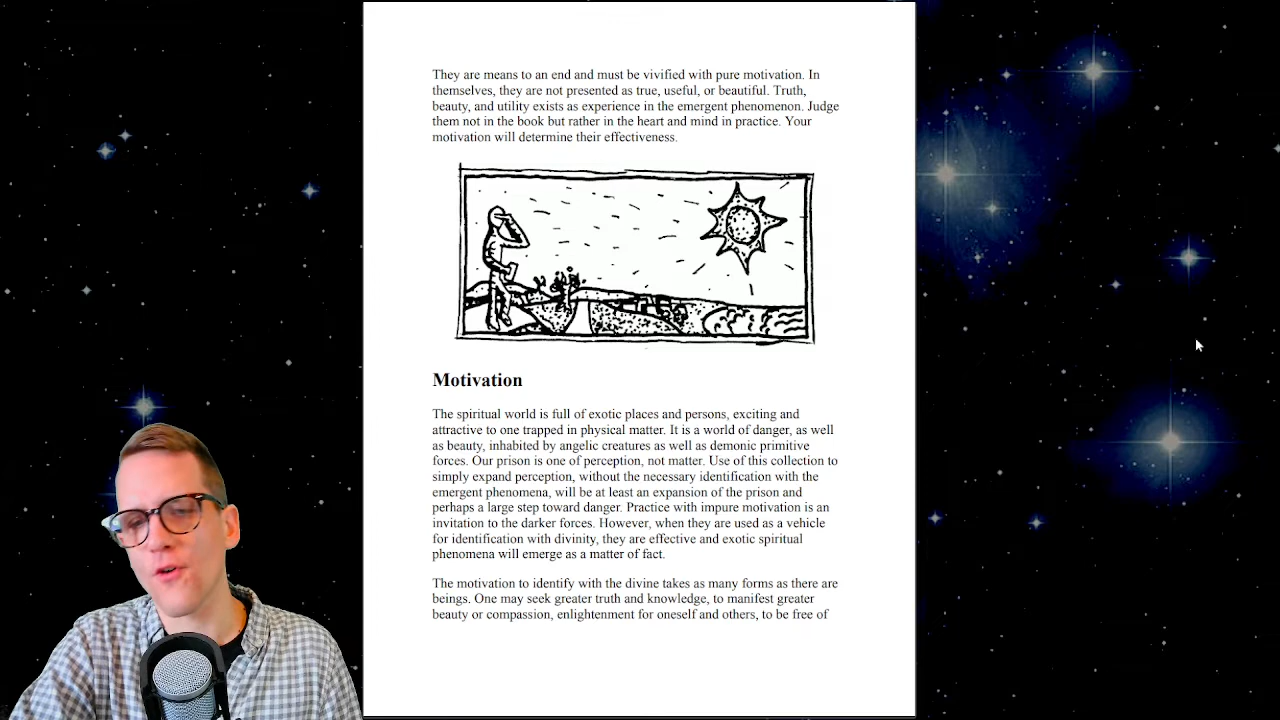 They are means to an end and must be vivified with pure motivation. In
themselves, they are not presented as true, useful, or beautiful. Truth,
beauty, and utility exists as experience in the emergent phenomenon. Judge
them not in the book but rather in the heart and mind in practice. Your
motivation will determine their effectiveness.
Motivation
The spiritual world is full of exotic places and persons, exciting and
attractive to one trapped in physical matter. It is a world of danger, as well
as beauty, inhabited by angelic creatures as well as demonic primitive
forces. Our prison is one of perception, not matter. Use of this collection to
simply expand perception, without the necessary identification with the
emergent phenomena, will be at least an expansion of the prison and
perhaps a large step toward danger. Practice with impure motivation is an
invitation to the darker forces. However, when they are used as a vehicle
for identification with divinity, they are effective and exotic spiritual
phenomena will emerge as a matter of fact.
The motivation to identify with the divine takes as many forms as there are
beings. One may seek greater truth and knowledge, to manifest greater
beauty or compassion, enlightenment for oneself and others, to be free of